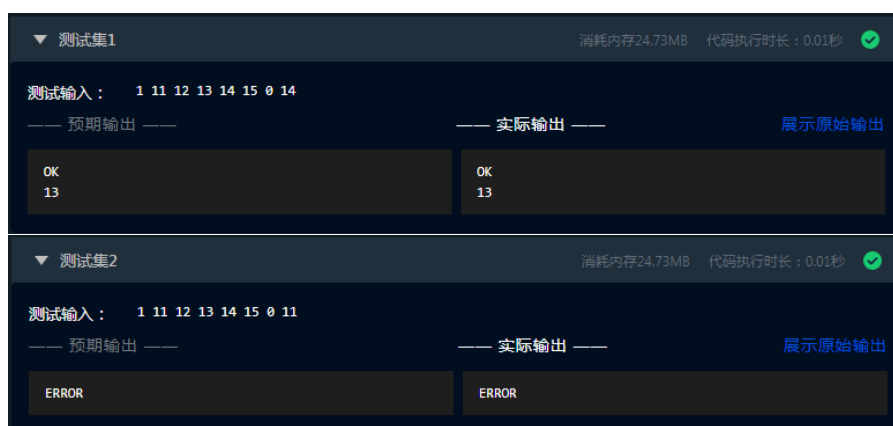 ▼ 测试集1 消耗内存24.73MB 代码执行时长：0.01秒
测试输入： 1 11 12 13 14 15 0 14
—— 预期输出 —— —— 实际输出 —— 展示原始输出
OK OK
13 13
▼ 测试集2 消耗内存24.73MB 代码执行时长：0.01秒
测试输入： 1 11 12 13 14 15 0 11
—— 预期输出 —— —— 实际输出 —— 展示原始输出
ERROR ERROR